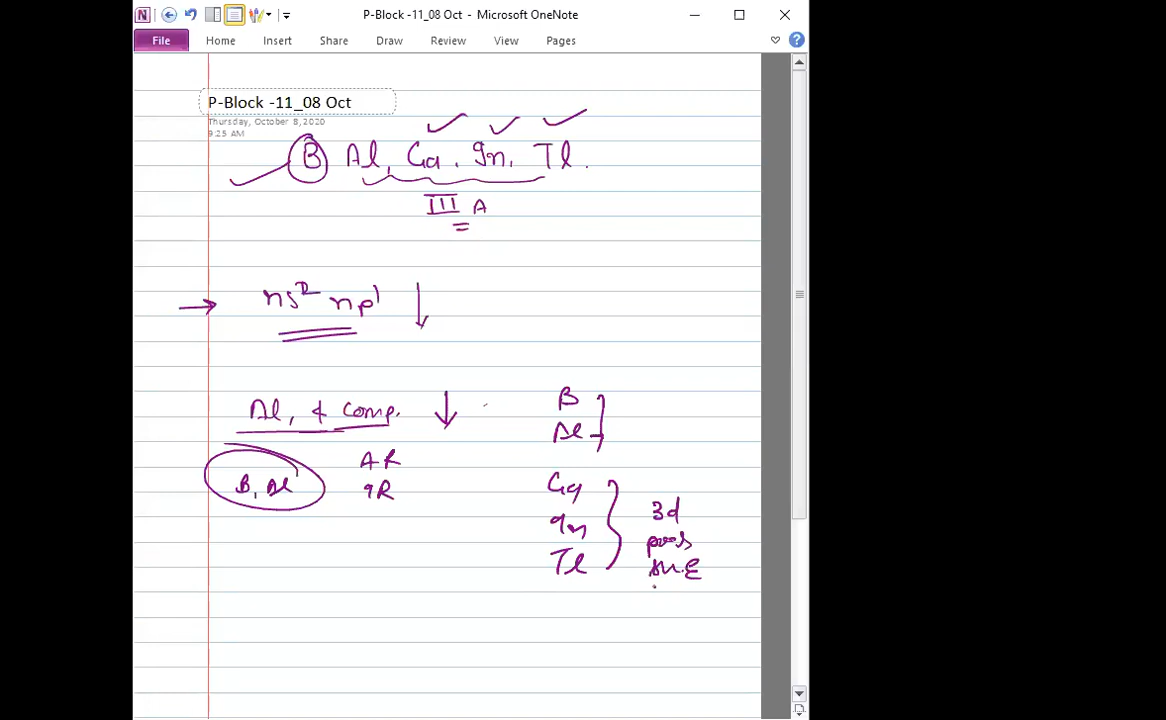 P-Block -11_08 Oct - Microsoft OneNote
File Home Insert Share Draw Review View Pages
P-Block -11_08 Oct
Thursday, October 8, 2020
9:25 AM
B Al, Ga, In, Tl.
III A
→ ns² np¹ ↓
Al, & comp. ↓
B, Al
AR
IR
B
Al
Ga
In
Tl
3d